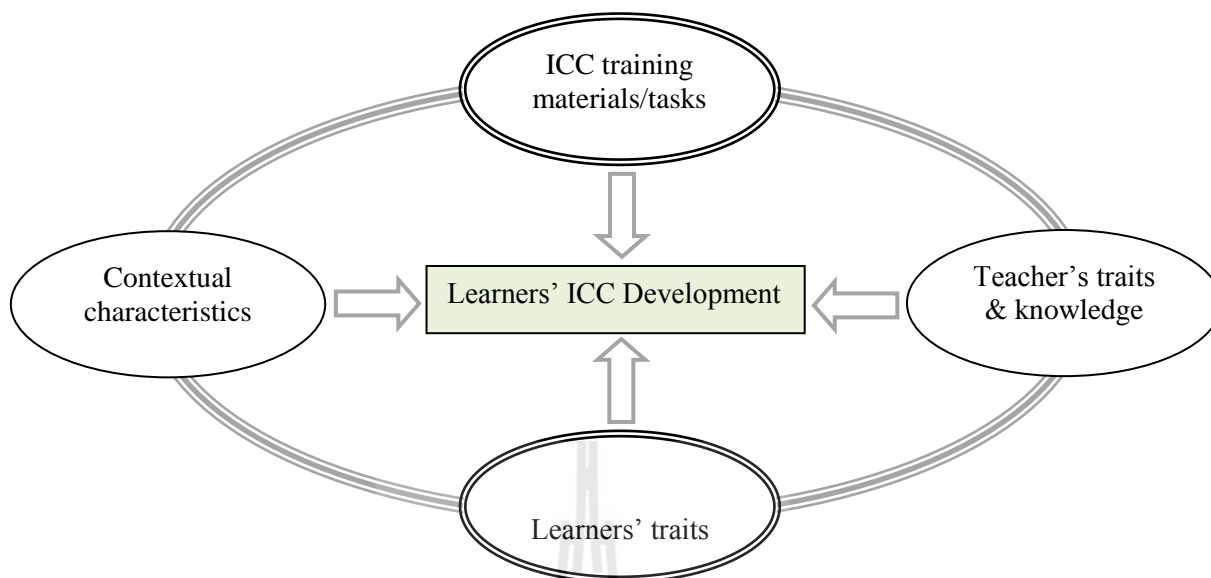 ICC training
materials/tasks
Contextual
characteristics
Learners’ ICC Development
Teacher’s traits
& knowledge
Learners’ traits